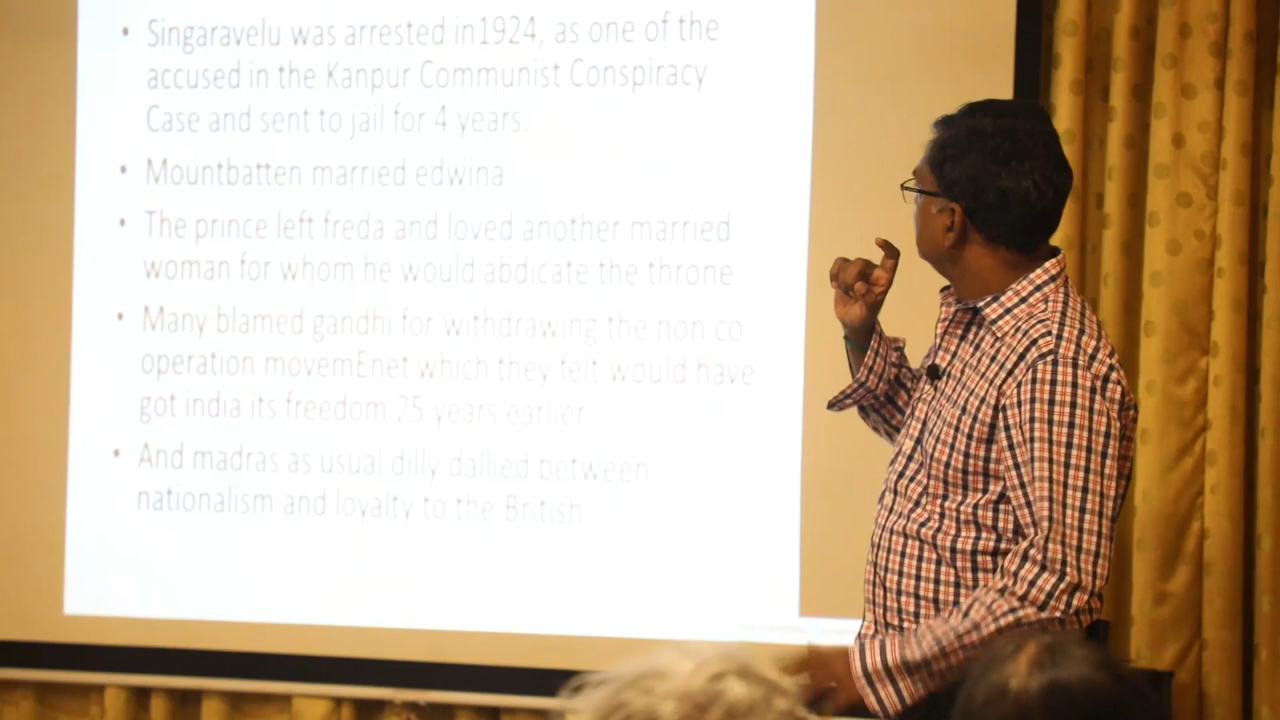 • Singaravelu was arrested in1924, as one of the
accused in the Kanpur Communist Conspiracy
Case and sent to jail for 4 years.
• Mountbatten married edwina
• The prince left freda and loved another married
woman for whom he would abdicate the throne
• Many blamed gandhi for withdrawing the non co
operation movemEnet which they felt would have
got india its freedom 25 years earlier
• And madras as usual dilly dallied between
nationalism and loyalty to the British